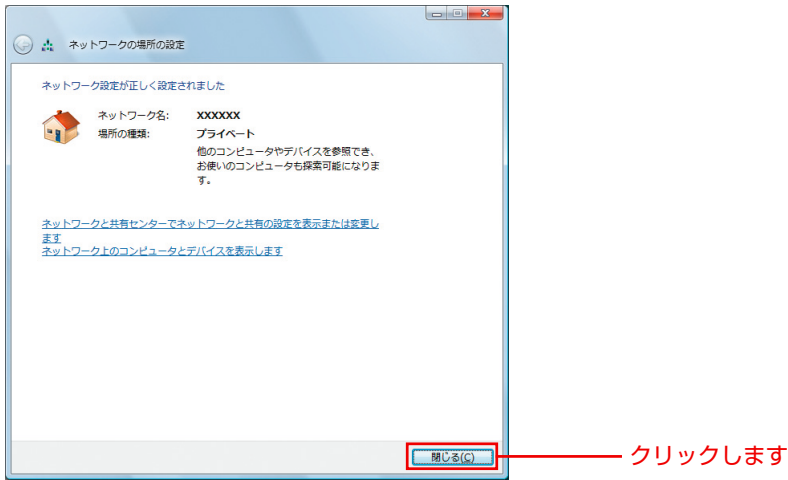 ネットワークの場所の設定
ネットワーク設定が正しく設定されました
ネットワーク名: XXXXXX
場所の種類: プライベート
他のコンピュータやデバイスを参照でき、
お使いのコンピュータも探索可能になりま
す。
ネットワークと共有センターでネットワークと共有の設定を表示または変更し
ます
ネットワーク上のコンピュータとデバイスを表示します
閉じる(C)
クリックします